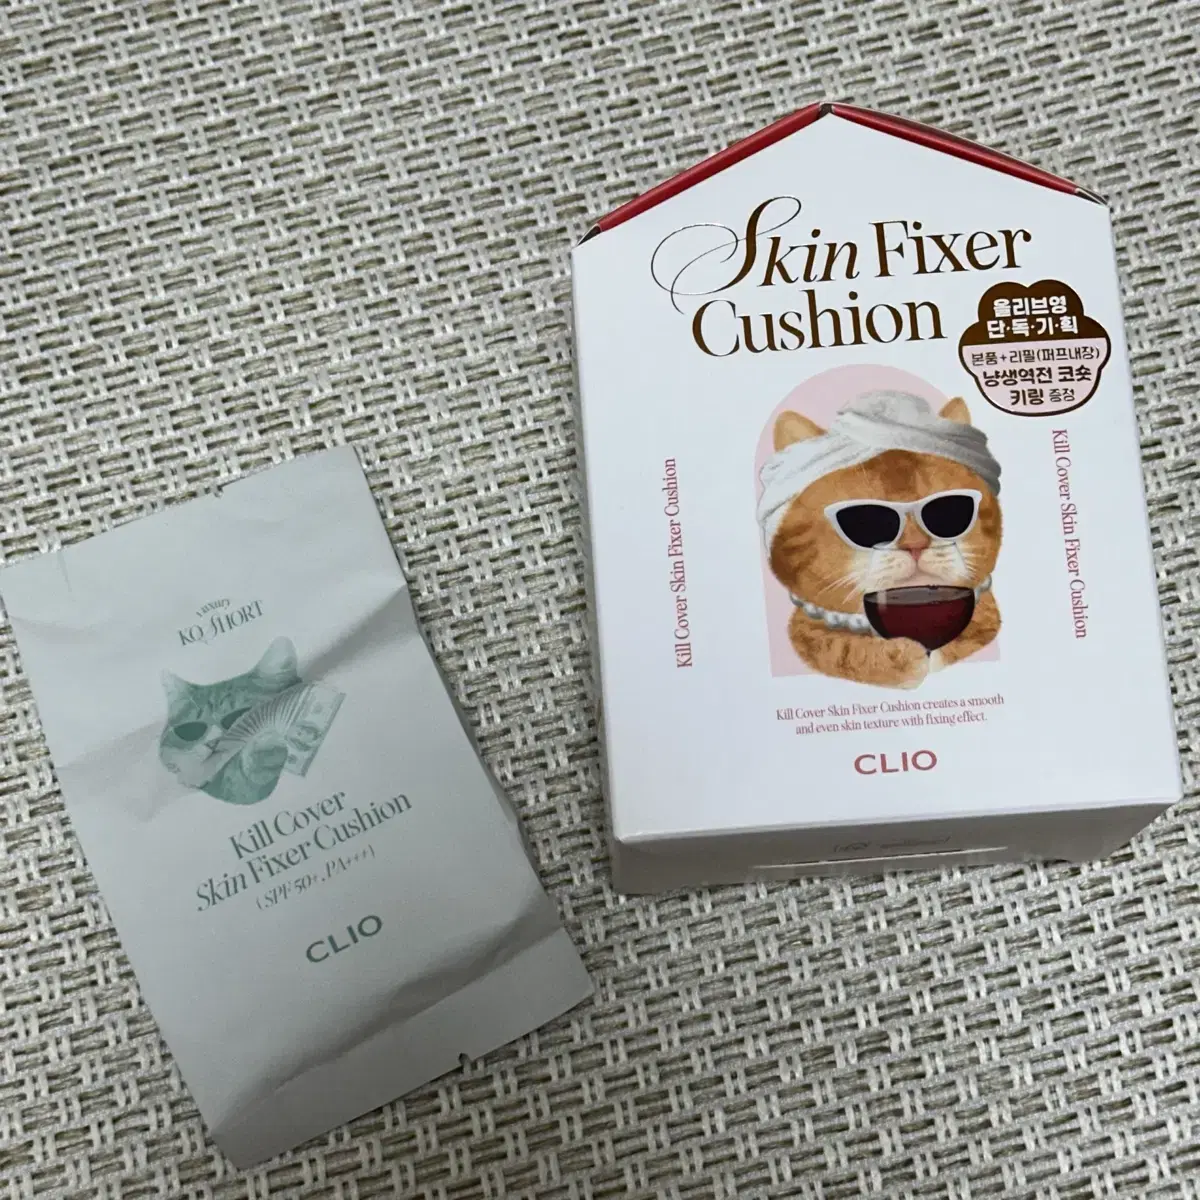 Skin Fixer
Cushion
올리브영
단·독·기·획
본품+리필(퍼프내장)
냥생역전 코숏
키링 증정
Kill Cover Skin Fixer Cushion
Kill Cover Skin Fixer Cushion
Kill Cover Skin Fixer Cushion creates a smooth
and even skin texture with fixing effect.
CLIO
Luxury
KO SHORT
Kill Cover
Skin Fixer Cushion
(SPF 50+, PA+++)
CLIO